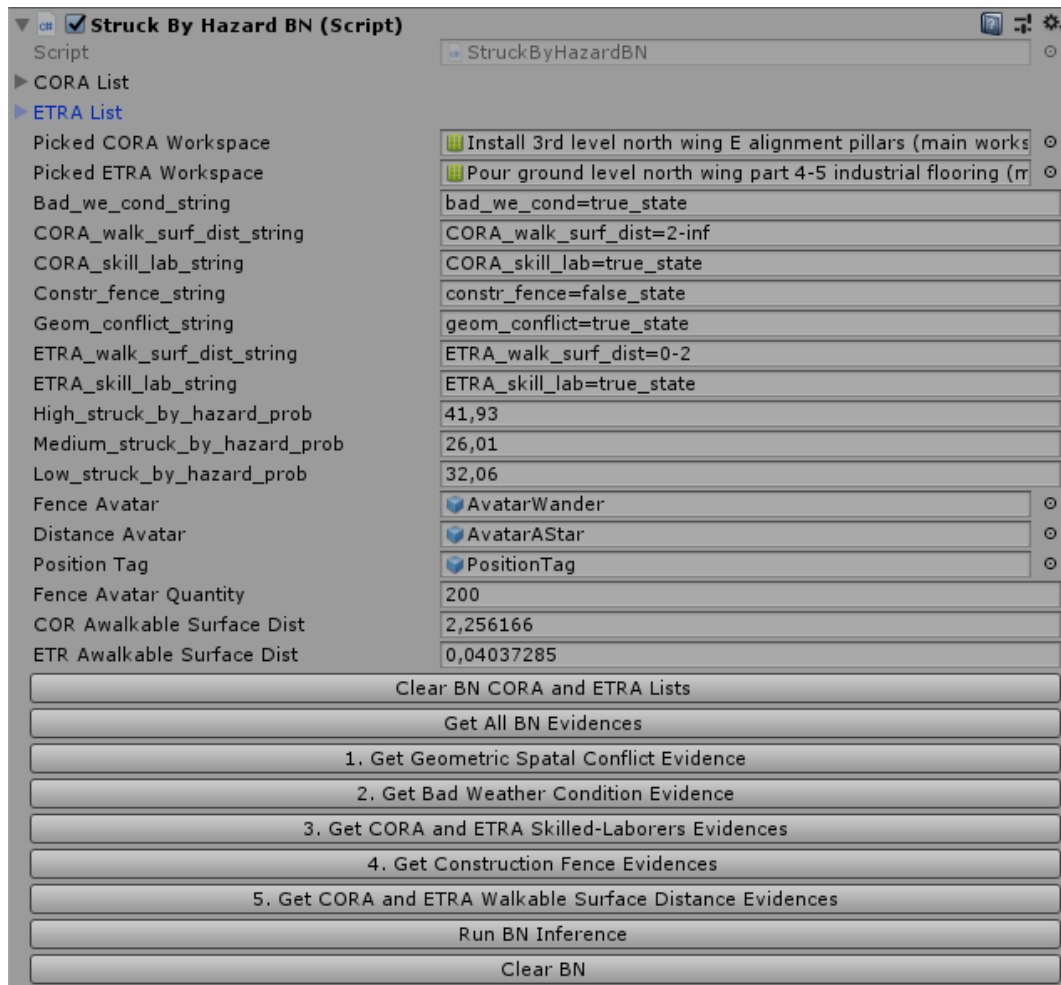 Struck By Hazard BN (Script)
Script StruckByHazardBN
CORA List
ETRA List
Picked CORA Workspace Install 3rd level north wing E alignment pillars (main works
Picked ETRA Workspace Pour ground level north wing part 4-5 industrial flooring (m
Bad_we_cond_string bad_we_cond=true_state
CORA_walk_surf_dist_string CORA_walk_surf_dist=2-inf
CORA_skill_lab_string CORA_skill_lab=true_state
Constr_fence_string constr_fence=false_state
Geom_conflict_string geom_conflict=true_state
ETRA_walk_surf_dist_string ETRA_walk_surf_dist=0-2
ETRA_skill_lab_string ETRA_skill_lab=true_state
High_struck_by_hazard_prob 41,93
Medium_struck_by_hazard_prob 26,01
Low_struck_by_hazard_prob 32,06
Fence Avatar AvatarWander
Distance Avatar AvatarAStar
Position Tag PositionTag
Fence Avatar Quantity 200
COR Awalkable Surface Dist 2,256166
ETR Awalkable Surface Dist 0,04037285
Clear BN CORA and ETRA Lists
Get All BN Evidences
1. Get Geometric Spatal Conflict Evidence
2. Get Bad Weather Condition Evidence
3. Get CORA and ETRA Skilled-Laborers Evidences
4. Get Construction Fence Evidences
5. Get CORA and ETRA Walkable Surface Distance Evidences
Run BN Inference
Clear BN